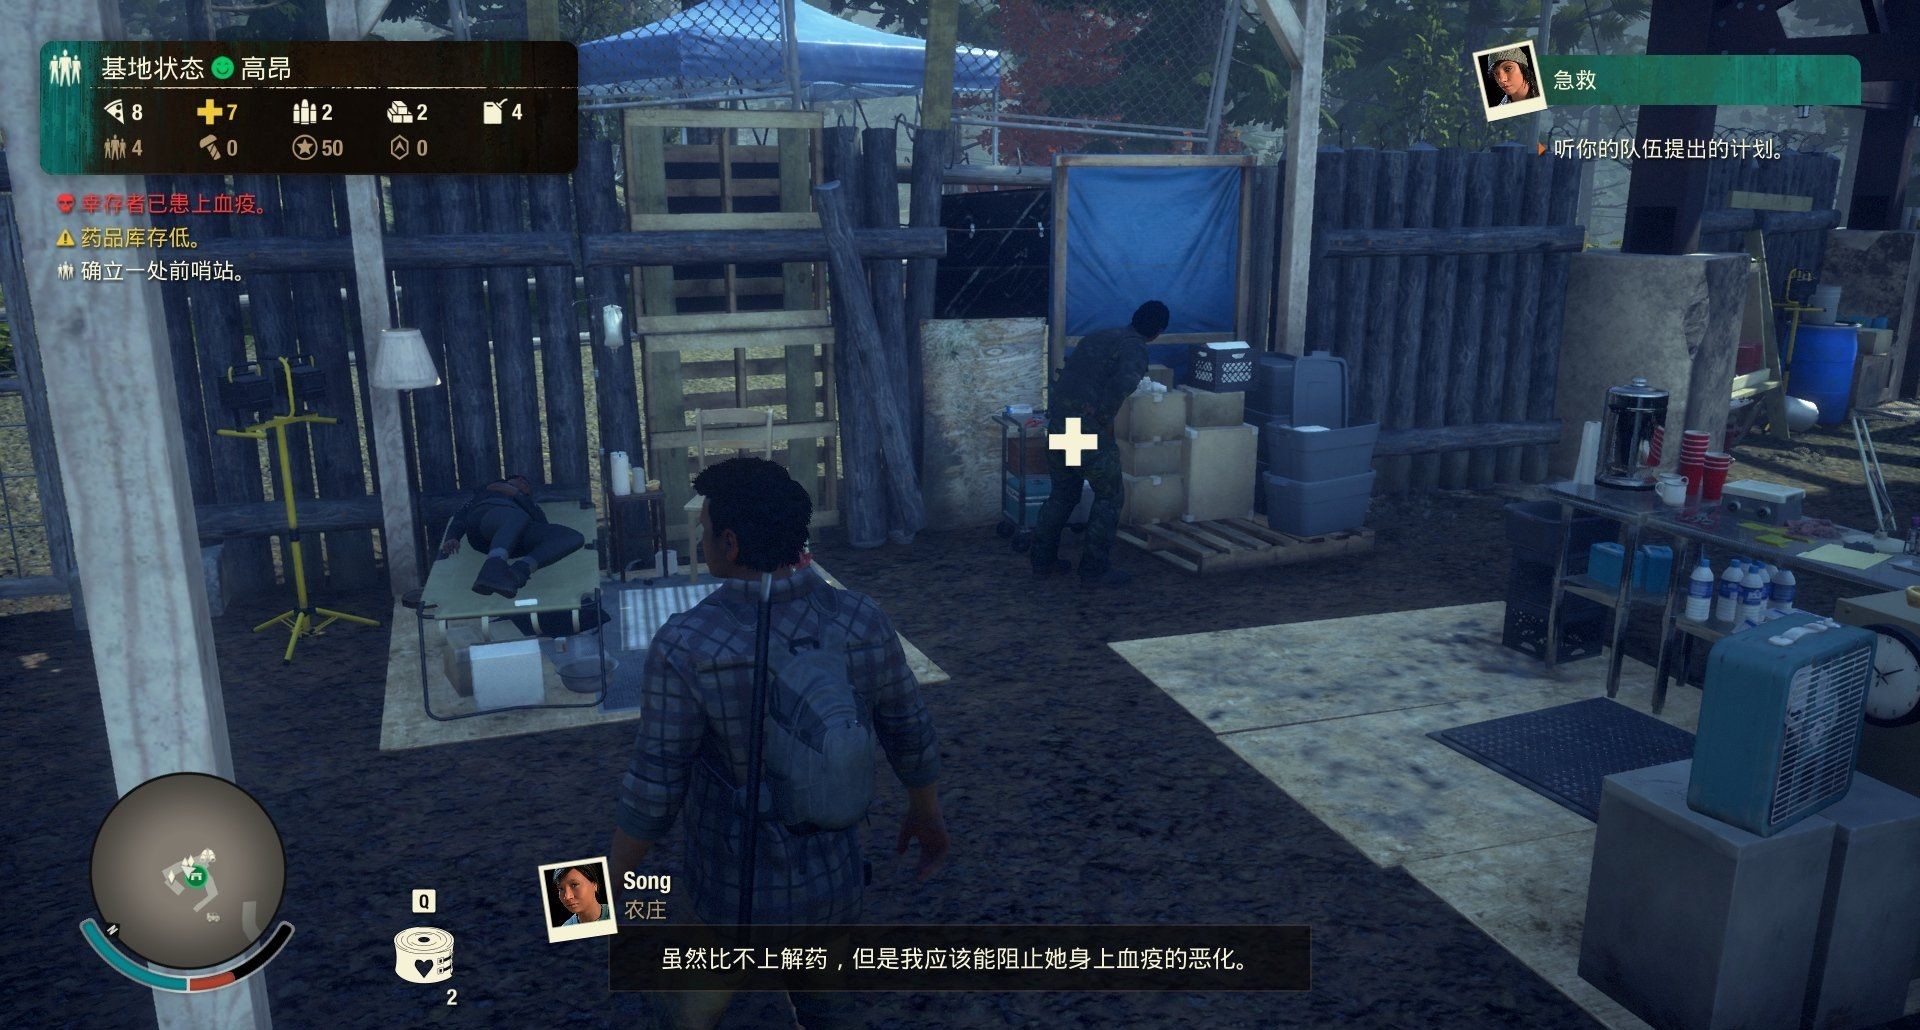 基地状态 高昂
8 7 2 2 4
4 0 50 0
幸存者已患上血疫。
药品库存低。
确立一处前哨站。
急救
听你的队伍提出的计划。
N
Q
2
Song
农庄
虽然比不上解药，但是我应该能阻止她身上血疫的恶化。